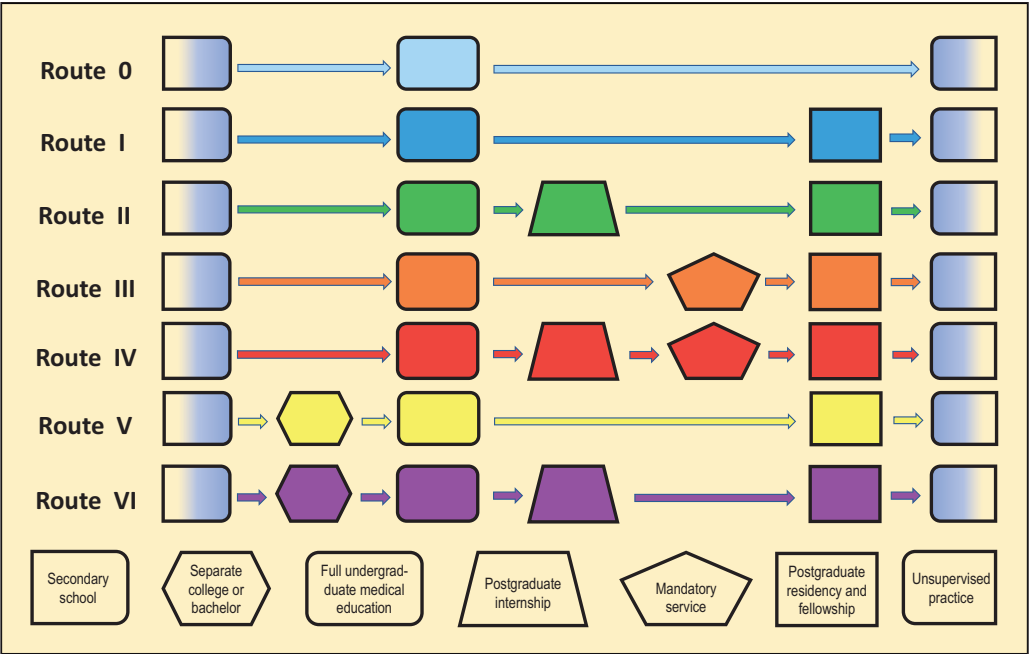 Route 0
Route I
Route II
Route III
Route IV
Route V
Route VI
Secondary
school
Separate
college or
bachelor
Full undergrad-
duate medical
education
Postgraduate
internship
Mandatory
service
Postgraduate
residency and
fellowship
Unsupervised
practice